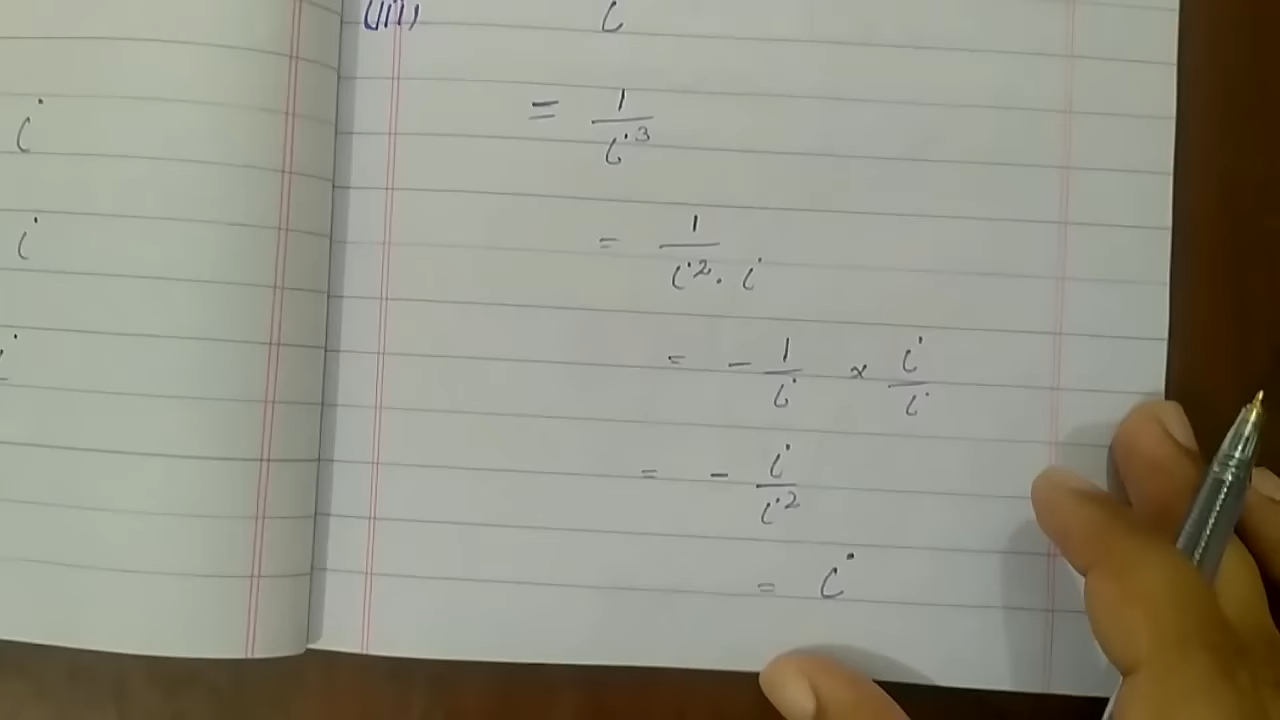 i
i
i
(iii) i
= 1/i³
= 1/i² · i
= - 1/i × i/i
= - i/i²
= i